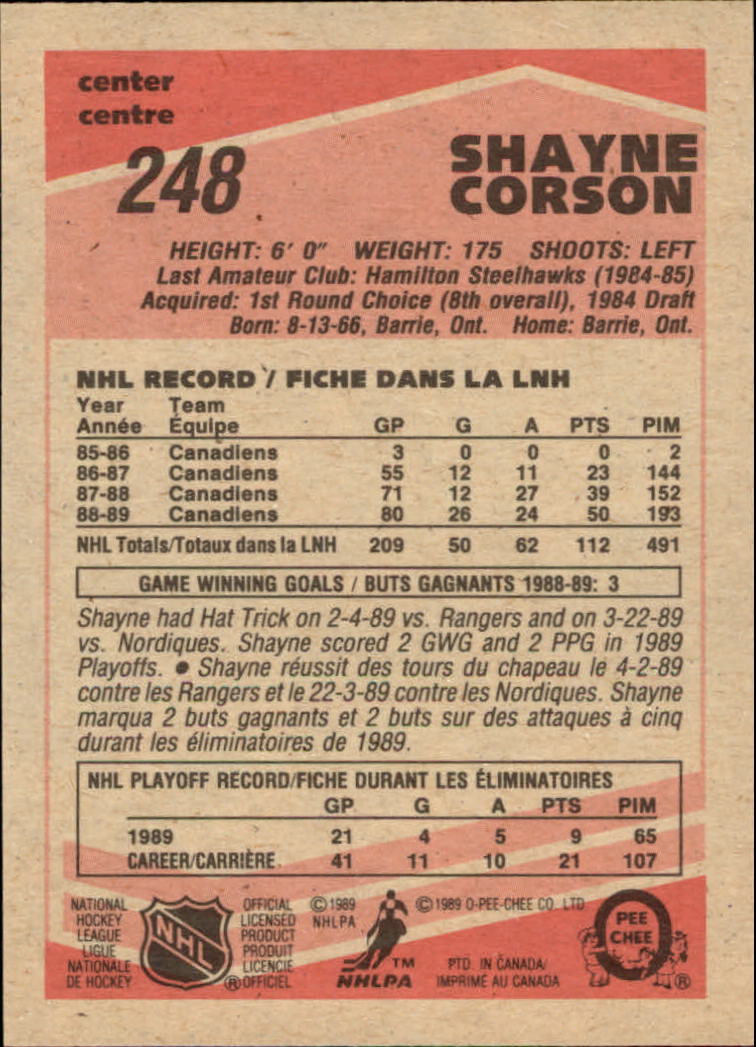 center
centre
248
SHAYNE
CORSON
HEIGHT: 6' 0" WEIGHT: 175 SHOOTS: LEFT
Last Amateur Club: Hamilton Steelhawks (1984-85)
Acquired: 1st Round Choice (8th overall), 1984 Draft
Born: 8-13-66, Barrie, Ont. Home: Barrie, Ont.
NHL RECORD / FICHE DANS LA LNH
Year Team
Année Équipe GP G A PTS PIM
85-86 Canadiens 3 0 0 0 2
86-87 Canadiens 55 12 11 23 144
87-88 Canadiens 71 12 27 39 152
88-89 Canadiens 80 26 24 50 193
NHL Totals/Totaux dans la LNH 209 50 62 112 491
GAME WINNING GOALS / BUTS GAGNANTS 1988-89: 3
Shayne had Hat Trick on 2-4-89 vs. Rangers and on 3-22-89
vs. Nordiques. Shayne scored 2 GWG and 2 PPG in 1989
Playoffs. ● Shayne réussit des tours du chapeau le 4-2-89
contre les Rangers et le 22-3-89 contre les Nordiques. Shayne
marqua 2 buts gagnants et 2 buts sur des attaques à cinq
durant les éliminatoires de 1989.
NHL PLAYOFF RECORD/FICHE DURANT LES ÉLIMINATOIRES
GP G A PTS PIM
1989 21 4 5 9 65
CAREER/CARRIÈRE 41 11 10 21 107
NATIONAL
HOCKEY
LEAGUE
LIGUE
NATIONALE
DE HOCKEY
NHL
OFFICIAL
LICENSED
PRODUCT
PRODUIT
LICENCIE
®OFFICIEL
©1989
NHLPA
TM
NHLPA
©1989 O-PEE-CHEE CO. LTD
PTD. IN CANADA/
IMPRIMÉ AU CANADA
O
PEE
CHEE
®